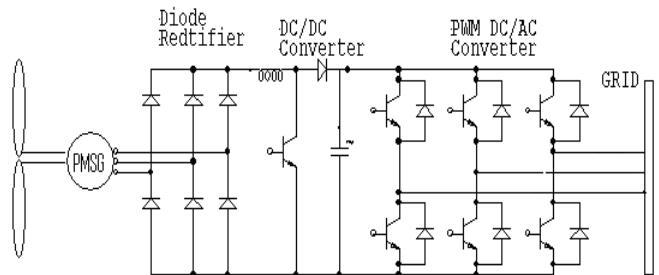 Diode
Redtifier
DC/DC
Converter
PWM DC/AC
Converter
GRID
PMSG